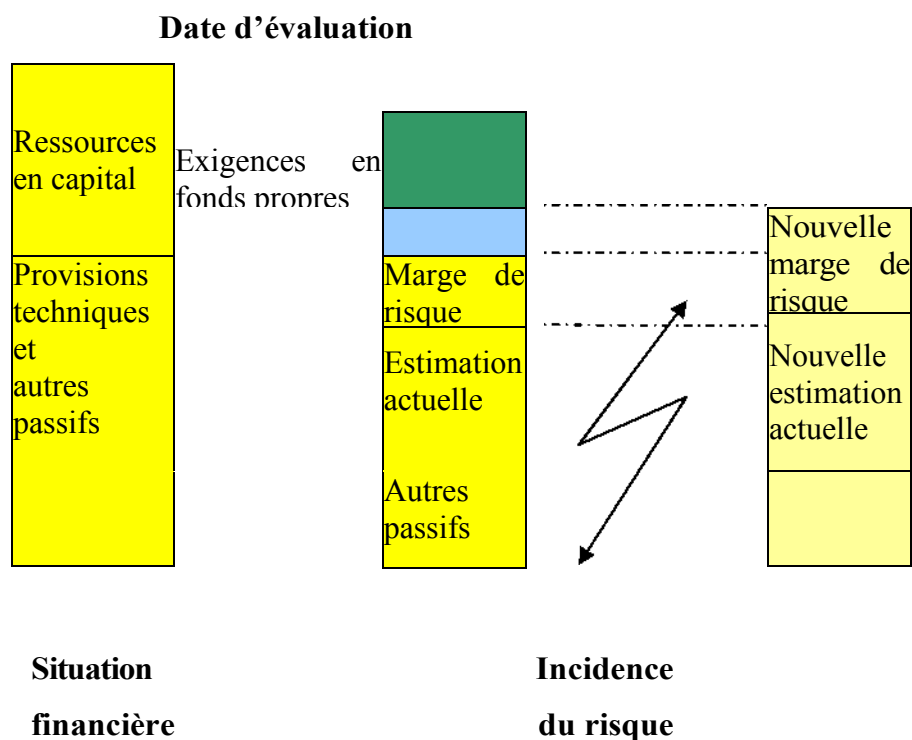 Date d'évaluation
Ressources
en capital
Provisions
techniques
et
autres
passifs
Exigences en
fonds propres
Marge de
risque
Estimation
actuelle
Autres
passifs
Nouvelle
marge de
risque
Nouvelle
estimation
actuelle
Situation
financière
Incidence
du risque